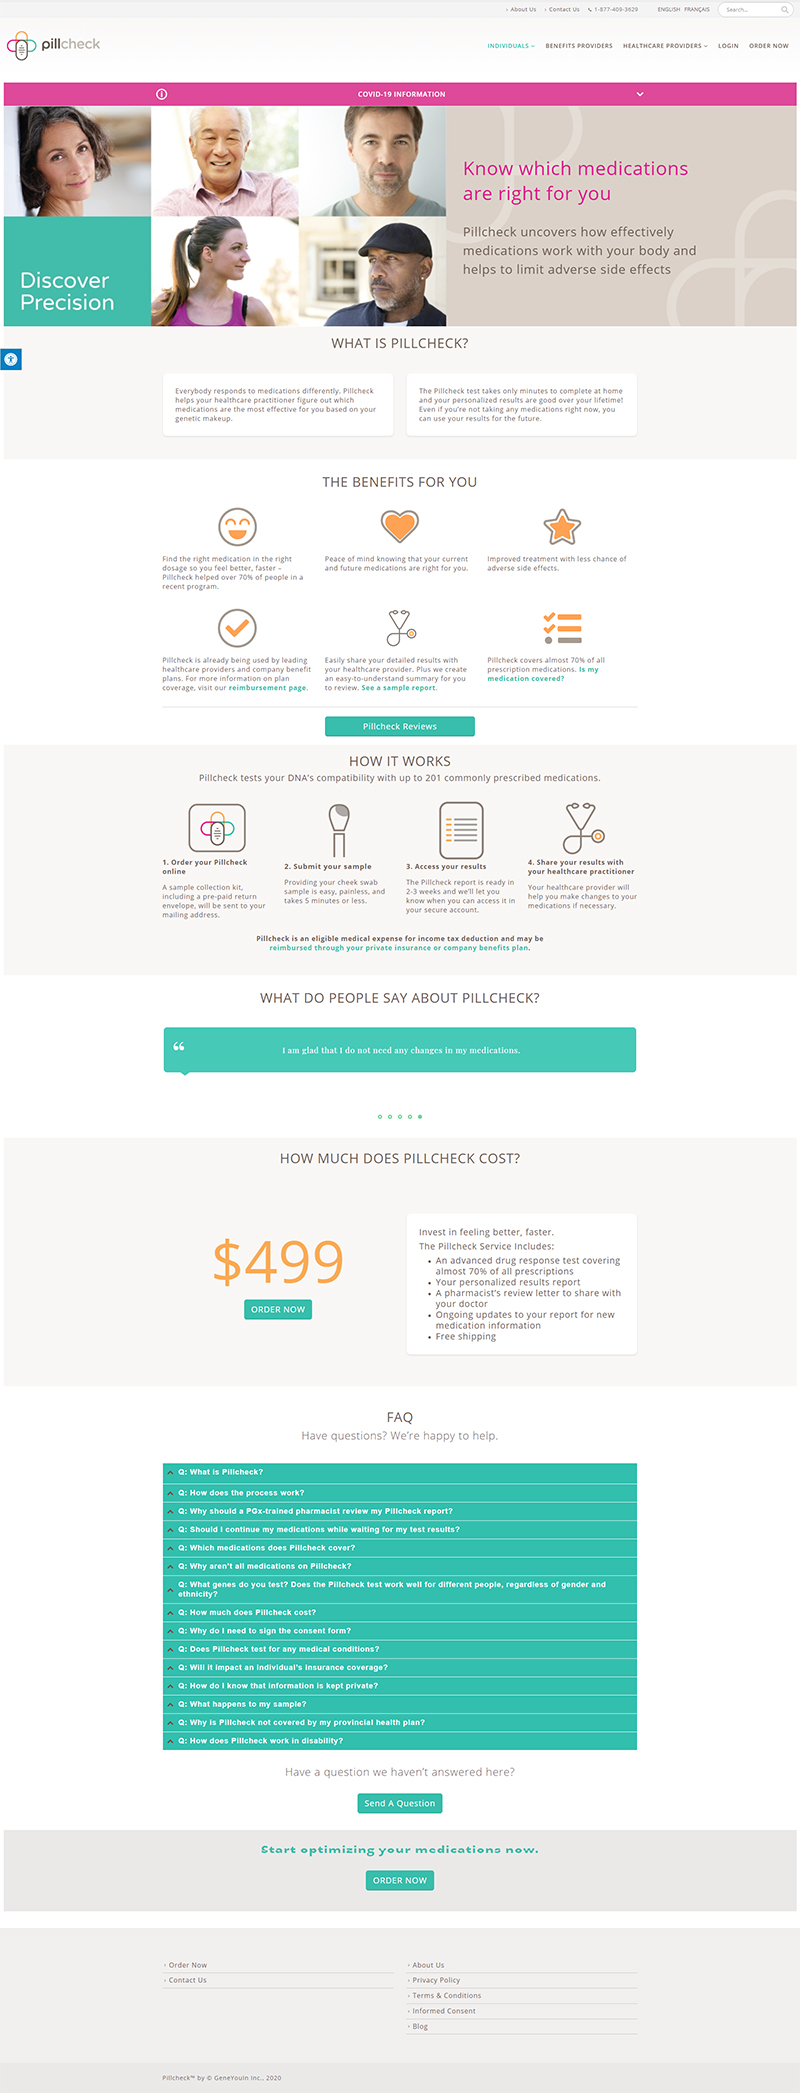 About Us
Contact Us
1-877-409-3629
ENGLISH FRANÇAIS
Search...
pillcheck
INDIVIDUALS
BENEFITS PROVIDERS
HEALTHCARE PROVIDERS
LOGIN
ORDER NOW
COVID-19 INFORMATION
Discover
Precision
Know which medications
are right for you
Pillcheck uncovers how effectively
medications work with your body and
helps to limit adverse side effects
WHAT IS PILLCHECK?
Everybody responds to medications differently, Pillcheck
helps your healthcare practitioner figure out which
medications are the most effective for you based on your
genetic makeup.
The Pillcheck test takes only minutes to complete at home
and your personalized results are good over your lifetime!
Even if you're not taking any medications right now, you
can use your results for the future.
THE BENEFITS FOR YOU
Find the right medication in the right
dosage so you feel better, faster –
Pillcheck helped over 70% of people in a
recent program.
Peace of mind knowing that your current
and future medications are right for you.
Improved treatment with less chance of
adverse side effects.
Pillcheck is already being used by leading
healthcare providers and company benefit
plans. For more information on plan
coverage, visit our reimbursement page.
Easily share your detailed results with
your healthcare provider. Plus we create
an easy-to-understand summary for you
to review. See a sample report.
Pillcheck covers almost 70% of all
prescription medications. Is my
medication covered?
Pillcheck Reviews
HOW IT WORKS
Pillcheck tests your DNA's compatibility with up to 201 commonly prescribed medications.
1. Order your Pillcheck
online
A sample collection kit,
including a pre-paid return
envelope, will be sent to your
mailing address.
2. Submit your sample
Providing your cheek swab
sample is easy, painless, and
takes 5 minutes or less.
3. Access your results
The Pillcheck report is ready in
2-3 weeks and we'll let you
know when you can access it in
your secure account.
4. Share your results with
your healthcare practitioner
Your healthcare provider will
help you make changes to your
medications if necessary.
Pillcheck is an eligible medical expense for income tax deduction and may be
reimbursed through your private insurance or company benefits plan.
WHAT DO PEOPLE SAY ABOUT PILLCHECK?
I am glad that I do not need any changes in my medications.
HOW MUCH DOES PILLCHECK COST?
$499
ORDER NOW
Invest in feeling better, faster.
The Pillcheck Service Includes:
• An advanced drug response test covering
almost 70% of all prescriptions
• Your personalized results report
• A pharmacist's review letter to share with
your doctor
• Ongoing updates to your report for new
medication information
• Free shipping
FAQ
Have questions? We're happy to help.
Q: What is Pillcheck?
Q: How does the process work?
Q: Why should a PGx-trained pharmacist review my Pillcheck report?
Q: Should I continue my medications while waiting for my test results?
Q: Which medications does Pillcheck cover?
Q: Why aren't all medications on Pillcheck?
Q: What genes do you test? Does the Pillcheck test work well for different people, regardless of gender and
ethnicity?
Q: How much does Pillcheck cost?
Q: Why do I need to sign the consent form?
Q: Does Pillcheck test for any medical conditions?
Q: Will it impact an individual's insurance coverage?
Q: How do I know that information is kept private?
Q: What happens to my sample?
Q: Why is Pillcheck not covered by my provincial health plan?
Q: How does Pillcheck work in disability?
Have a question we haven't answered here?
Send A Question
Start optimizing your medications now.
ORDER NOW
Order Now
Contact Us
About Us
Privacy Policy
Terms & Conditions
Informed Consent
Blog
Pillcheck™ by © GeneYouIn Inc., 2020